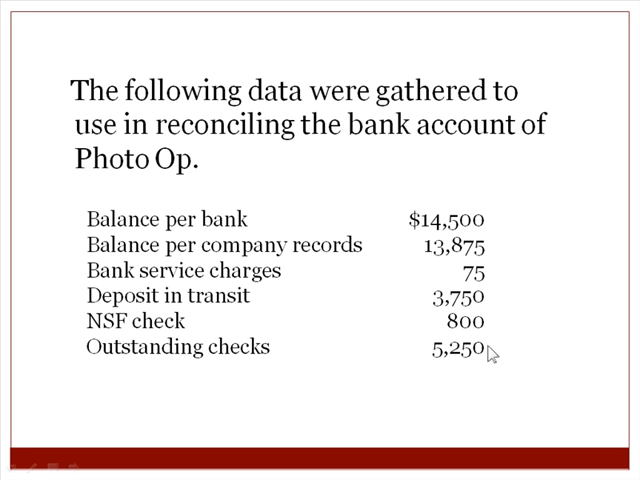 The following data were gathered to
use in reconciling the bank account of
Photo Op.
Balance per bank $14,500
Balance per company records 13,875
Bank service charges 75
Deposit in transit 3,750
NSF check 800
Outstanding checks 5,250